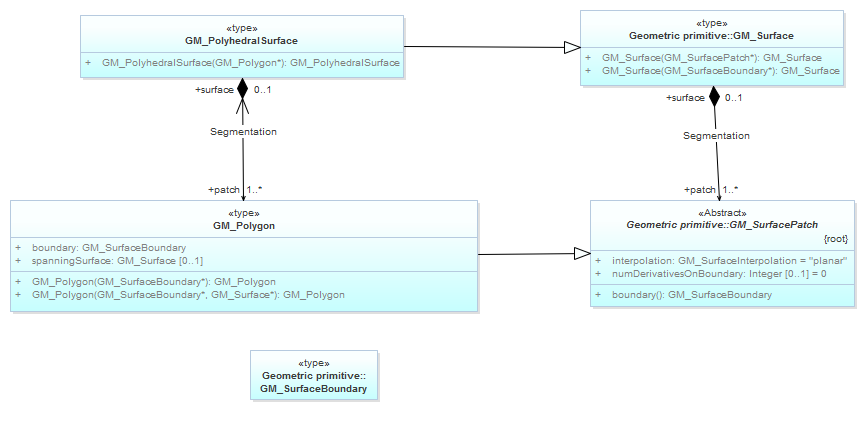 «type»
GM_PolyhedralSurface
+ GM_PolyhedralSurface(GM_Polygon*): GM_PolyhedralSurface
«type»
Geometric primitive::GM_Surface
+ GM_Surface(GM_SurfacePatch*): GM_Surface
+ GM_Surface(GM_SurfaceBoundary*): GM_Surface
+surface 0..1
Segmentation
+patch 1..*
+surface 0..1
Segmentation
+patch 1..*
«type»
GM_Polygon
+ boundary: GM_SurfaceBoundary
+ spanningSurface: GM_Surface [0..1]
+ GM_Polygon(GM_SurfaceBoundary*): GM_Polygon
+ GM_Polygon(GM_SurfaceBoundary*, GM_Surface*): GM_Polygon
«Abstract»
Geometric primitive::GM_SurfacePatch
{root}
+ interpolation: GM_SurfaceInterpolation = "planar"
+ numDerivativesOnBoundary: Integer [0..1] = 0
+ boundary(): GM_SurfaceBoundary
«type»
Geometric primitive::
GM_SurfaceBoundary